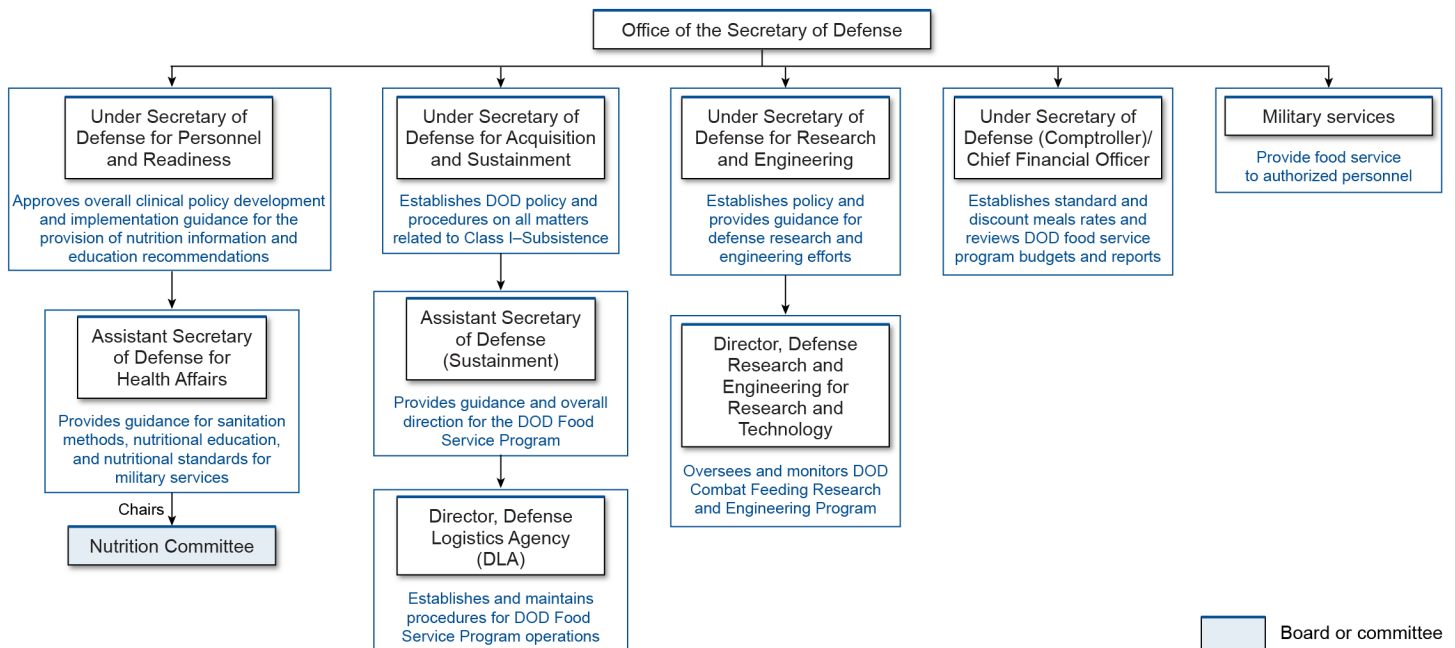 Office of the Secretary of Defense
Under Secretary of
Defense for Personnel
and Readiness
Approves overall clinical policy development
and implementation guidance for the
provision of nutrition information and
education recommendations
Assistant Secretary
of Defense for
Health Affairs
Provides guidance for sanitation
methods, nutritional education,
and nutritional standards for
military services
Chairs
Nutrition Committee
Under Secretary of
Defense for Acquisition
and Sustainment
Establishes DOD policy and
procedures on all matters
related to Class I–Subsistence
Assistant Secretary
of Defense
(Sustainment)
Provides guidance and overall
direction for the DOD Food
Service Program
Director, Defense
Logistics Agency
(DLA)
Establishes and maintains
procedures for DOD Food
Service Program operations
Under Secretary of
Defense for Research
and Engineering
Establishes policy and
provides guidance for
defense research and
engineering efforts
Director, Defense
Research and
Engineering for
Research and
Technology
Oversees and monitors DOD
Combat Feeding Research
and Engineering Program
Under Secretary of
Defense (Comptroller)/
Chief Financial Officer
Establishes standard and
discount meals rates and
reviews DOD food service
program budgets and reports
Military services
Provide food service
to authorized personnel
Board or committee